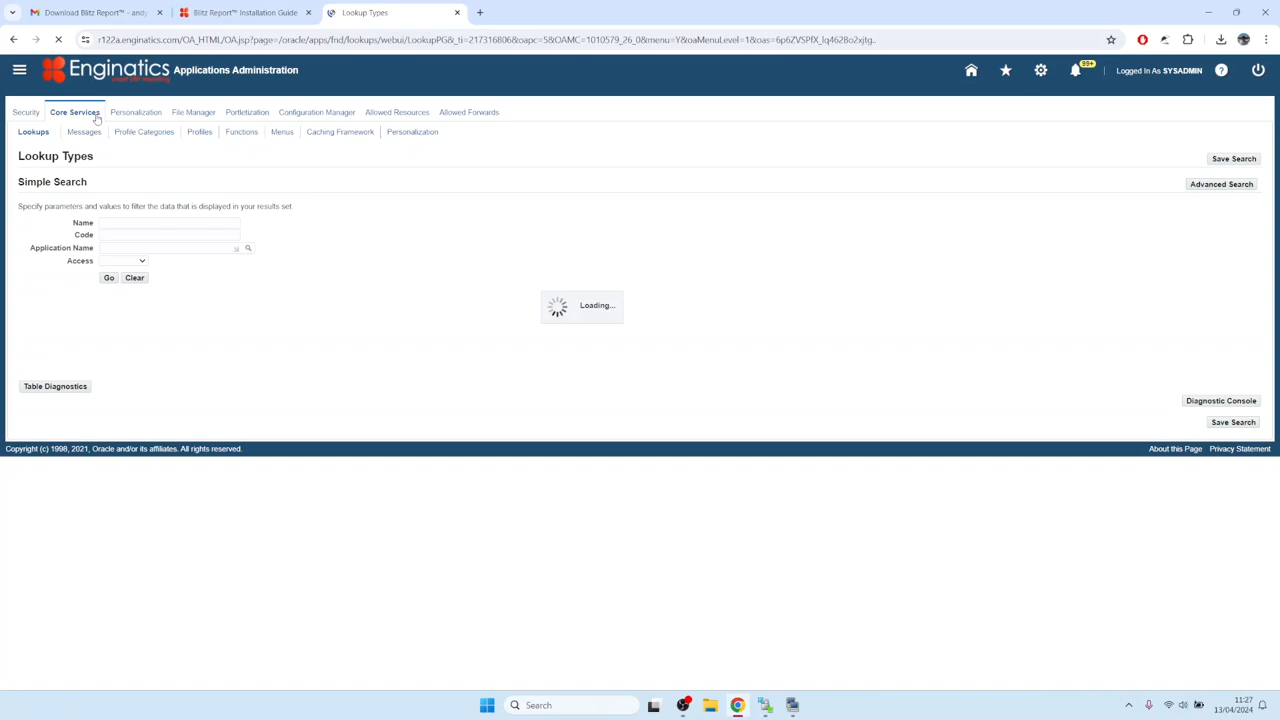 Download Blitz Report™ - andy
Blitz Report™ Installation Guide
Lookup Types
r122a.enginatics.com/OA_HTML/OA.jsp?page=/oracle/apps/fnd/lookups/webui/LookupPG&_ti=217316806&oapc=5&OAMC=1010579_26_0&menu=Y&oaMenuLevel=1&oas=6p6ZVSPfX_lq4628o2xjtg..
Enginatics
Applications Administration
99+
Logged In As SYSADMIN
Security
Core Services
Personalization
File Manager
Portletization
Configuration Manager
Allowed Resources
Allowed Forwards
Lookups
Messages
Profile Categories
Profiles
Functions
Menus
Caching Framework
Personalization
Lookup Types
Save Search
Simple Search
Advanced Search
Specify parameters and values to filter the data that is displayed in your results set.
Name
Code
Application Name
Access
Go
Clear
Loading...
Table Diagnostics
Diagnostic Console
Save Search
Copyright (c) 1998, 2021, Oracle and/or its affiliates. All rights reserved.
About this Page
Privacy Statement
Search
11:27
13/04/2024